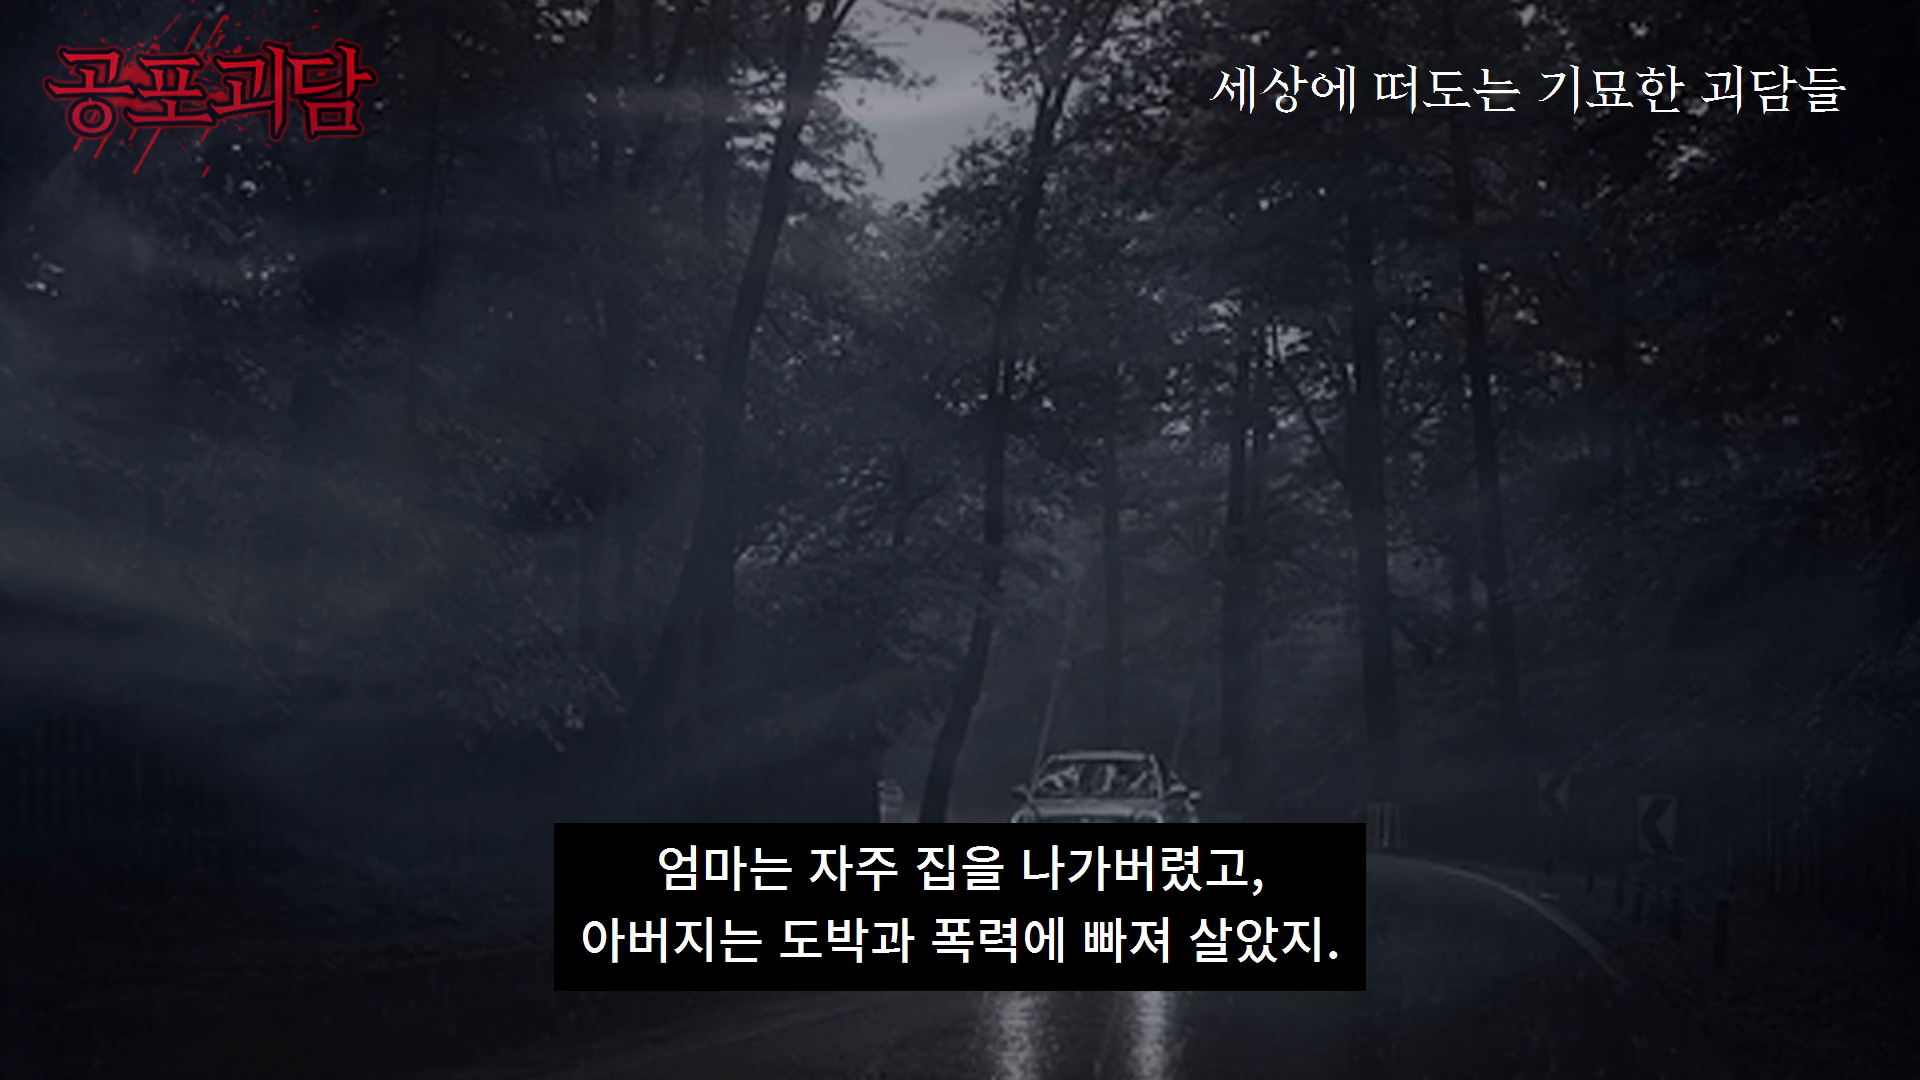 공포괴담
세상에 떠도는 기묘한 괴담들
엄마는 자주 집을 나가버렸고,
아버지는 도박과 폭력에 빠져 살았지.